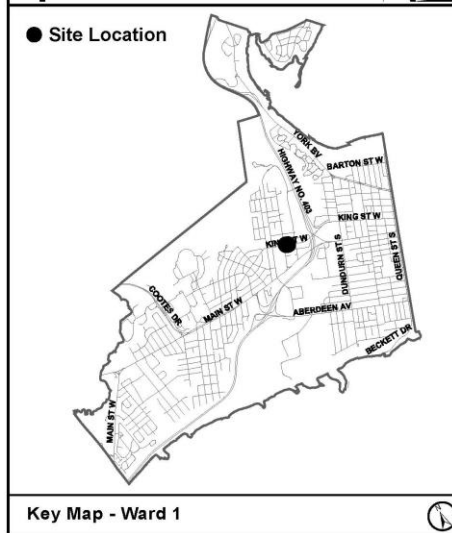 Site Location
YORK BV
BARTON ST W
HIGHWAY NO. 403
KING ST W
KING ST W
DUNDURN ST S
QUEEN ST S
COOTES DR
MAIN ST W
ABERDEEN AV
BECKETT DR
MAIN ST W
Key Map - Ward 1
N